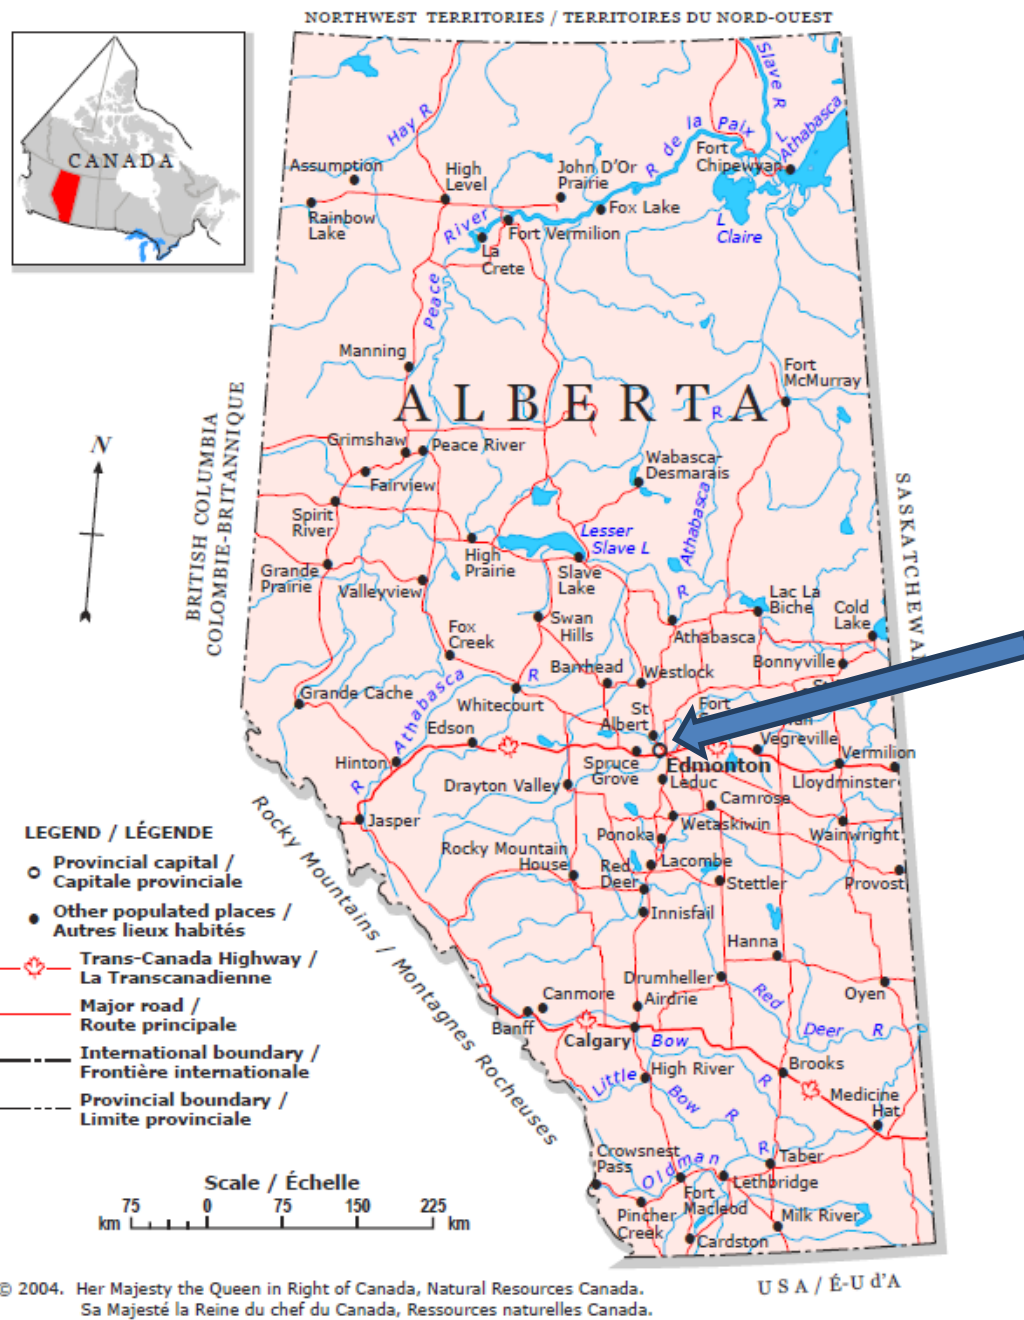 NORTHWEST TERRITORIES / TERRITOIRES DU NORD-OUEST
CANADA
Hay R
Slave R
L Athabasca
R de la Paix
Fort
Chipewyan
Assumption
High
Level
John D'Or
Prairie
Rainbow
Lake
River
Fort Vermilion
Fox Lake
L
Claire
La
Crete
Peace
Manning
Fort
McMurray
ALBERTA
R
BRITISH COLUMBIA
COLOMBIE-BRITANNIQUE
N
Grimshaw
Peace River
Wabasca-
Desmarais
Fairview
Athabasca
SASKATCHEWA
Spirit
River
Lesser
Slave L
High
Prairie
Grande
Prairie
Valleyview
Slave
Lake
R
Lac La
Biche
Cold
Lake
Swan
Hills
Athabasca
Fox
Creek
Barrhead
Westlock
Bonnyville
R
Grande Cache
Athabasca
Whitecourt
St
Albert
Fort
St
Edson
Vegreville
Vermilion
Hinton
Spruce
Grove
Edmonton
Leduc
Lloydminster
R
Drayton Valley
Camrose
Jasper
Wetaskiwin
Wainwright
Ponoka
Rocky Mountain
House
Red
Deer
Lacombe
Stettler
Provost
Innisfail
Hanna
Rocky Mountains / Montagnes Rocheuses
Drumheller
Oyen
Canmore
Airdrie
Red
Deer R
Banff
Calgary
Bow
R
Brooks
High River
Little
Bow
R
Medicine
Hat
R
Crowsnest
Pass
Oldman
Taber
Lethbridge
Fort
Macleod
Pincher
Creek
Milk River
Cardston
USA / É-U d'A
LEGEND / LÉGENDE
Provincial capital /
Capitale provinciale
Other populated places /
Autres lieux habités
Trans-Canada Highway /
La Transcanadienne
Major road /
Route principale
International boundary /
Frontière internationale
Provincial boundary /
Limite provinciale
Scale / Échelle
75 0 75 150 225
km km
© 2004. Her Majesty the Queen in Right of Canada, Natural Resources Canada.
Sa Majesté la Reine du chef du Canada, Ressources naturelles Canada.